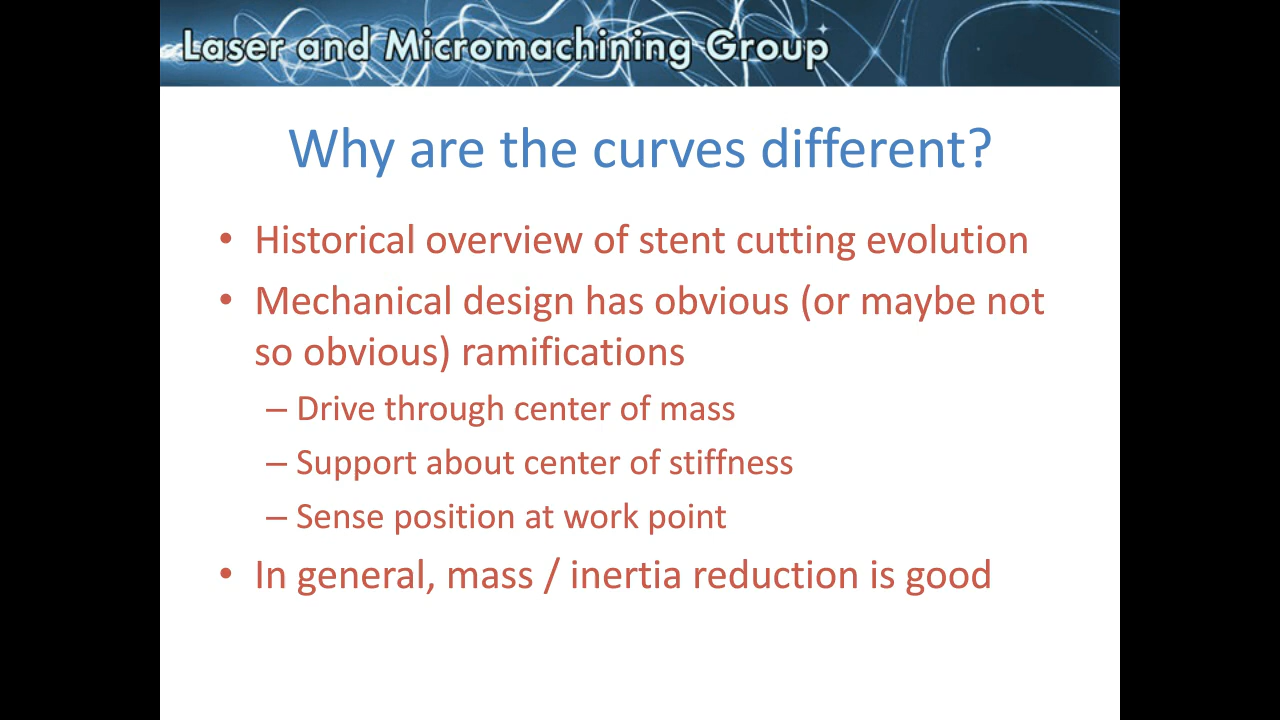 Laser and Micromachining Group
Why are the curves different?
• Historical overview of stent cutting evolution
• Mechanical design has obvious (or maybe not
so obvious) ramifications
– Drive through center of mass
– Support about center of stiffness
– Sense position at work point
• In general, mass / inertia reduction is good